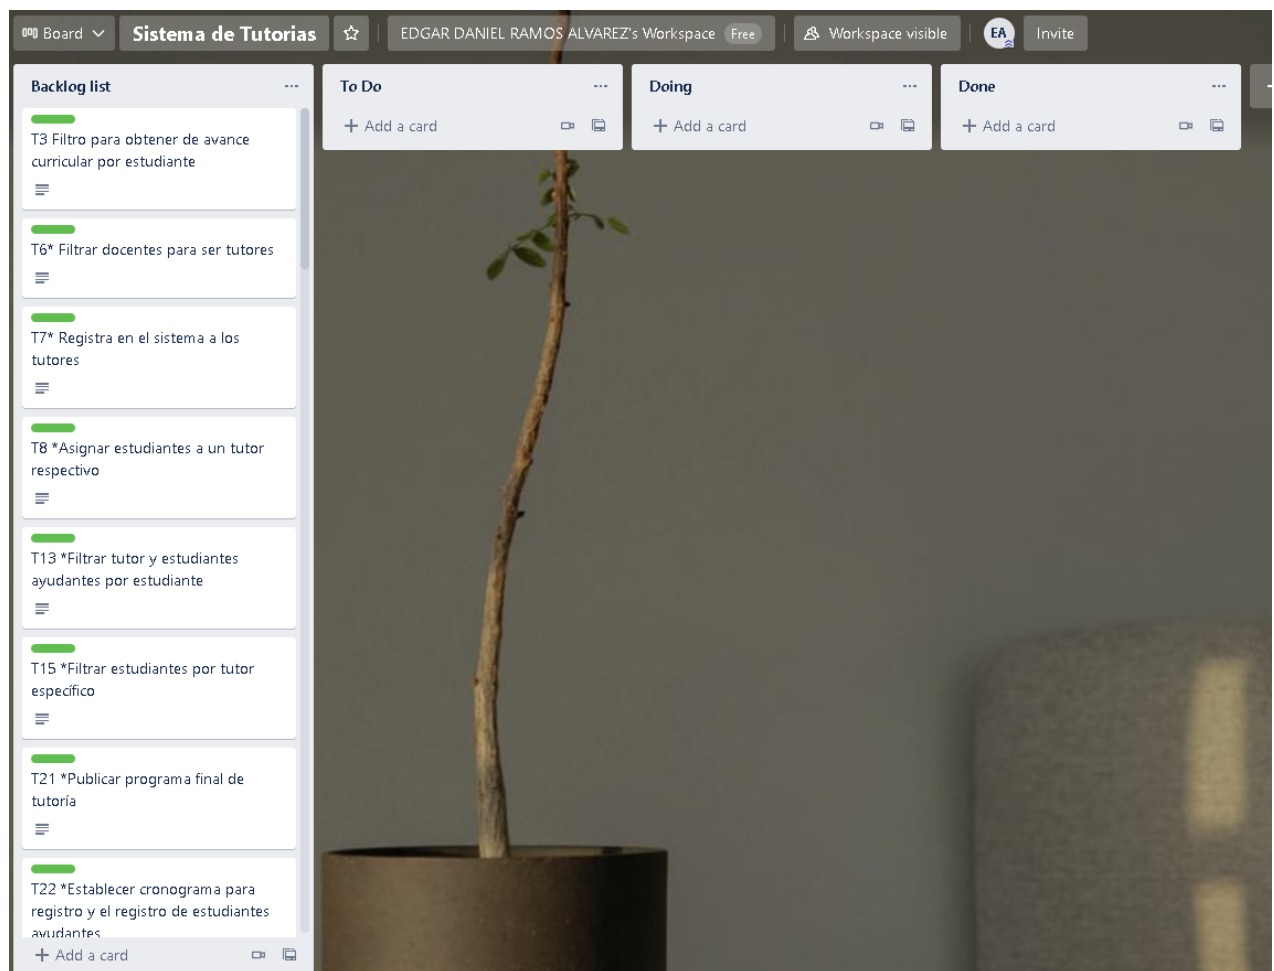 Board
Sistema de Tutorias
EDGAR DANIEL RAMOS ALVAREZ's Workspace Free
Workspace visible
EA
Invite
Backlog list
T3 Filtro para obtener de avance
curricular por estudiante
T6* Filtrar docentes para ser tutores
T7* Registra en el sistema a los
tutores
T8 *Asignar estudiantes a un tutor
respectivo
T13 *Filtrar tutor y estudiantes
ayudantes por estudiante
T15 *Filtrar estudiantes por tutor
específico
T21 *Publicar programa final de
tutoría
T22 *Establecer cronograma para
registro y el registro de estudiantes
ayudantes
+ Add a card
To Do
+ Add a card
Doing
+ Add a card
Done
+ Add a card